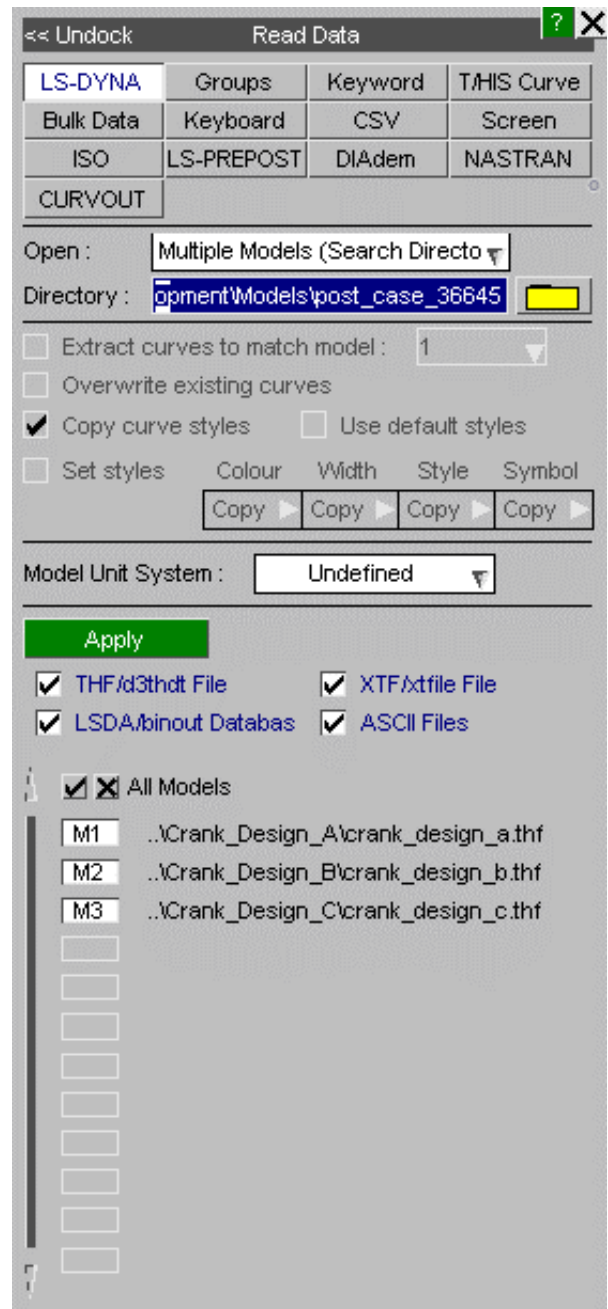 << Undock Read Data ? X
LS-DYNA Groups Keyword T/HIS Curve
Bulk Data Keyboard CSV Screen
ISO LS-PREPOST DIAdem NASTRAN
CURVOUT
Open : Multiple Models (Search Directo
Directory : opment\Models\post_case_36645
Extract curves to match model : 1
Overwrite existing curves
Copy curve styles Use default styles
Set styles Colour Width Style Symbol
Copy Copy Copy Copy
Model Unit System : Undefined
Apply
THF/d3thdt File XTF/xtfile File
LSDA/binout Databas ASCII Files
All Models
M1 ..\Crank_Design_A\crank_design_a.thf
M2 ..\Crank_Design_B\crank_design_b.thf
M3 ..\Crank_Design_C\crank_design_c.thf